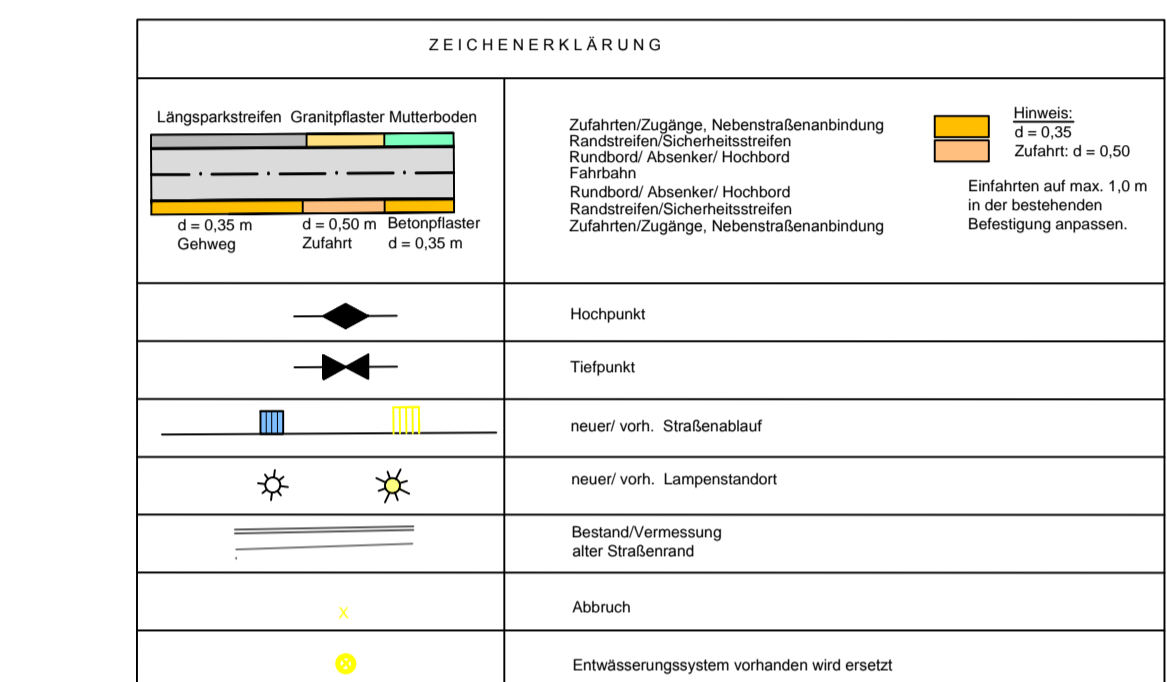 ZEICHENERKLÄRUNG
Längsparkstreifen Granitpflaster Mutterboden
d = 0,35 m d = 0,50 m Betonpflaster
Gehweg Zufahrt d = 0,35 m
Zufahrten/Zugänge, Nebenstraßenanbindung
Randstreifen/Sicherheitsstreifen
Rundbord/ Absenker/ Hochbord
Fahrbahn
Rundbord/ Absenker/ Hochbord
Randstreifen/Sicherheitsstreifen
Zufahrten/Zugänge, Nebenstraßenanbindung
Hinweis:
d = 0,35
Zufahrt: d = 0,50
Einfahrten auf max. 1,0 m
in der bestehenden
Befestigung anpassen.
Hochpunkt
Tiefpunkt
neuer/ vorh. Straßenablauf
neuer/ vorh. Lampenstandort
Bestand/Vermessung
alter Straßenrand
x
Abbruch
Entwässerungssystem vorhanden wird ersetzt